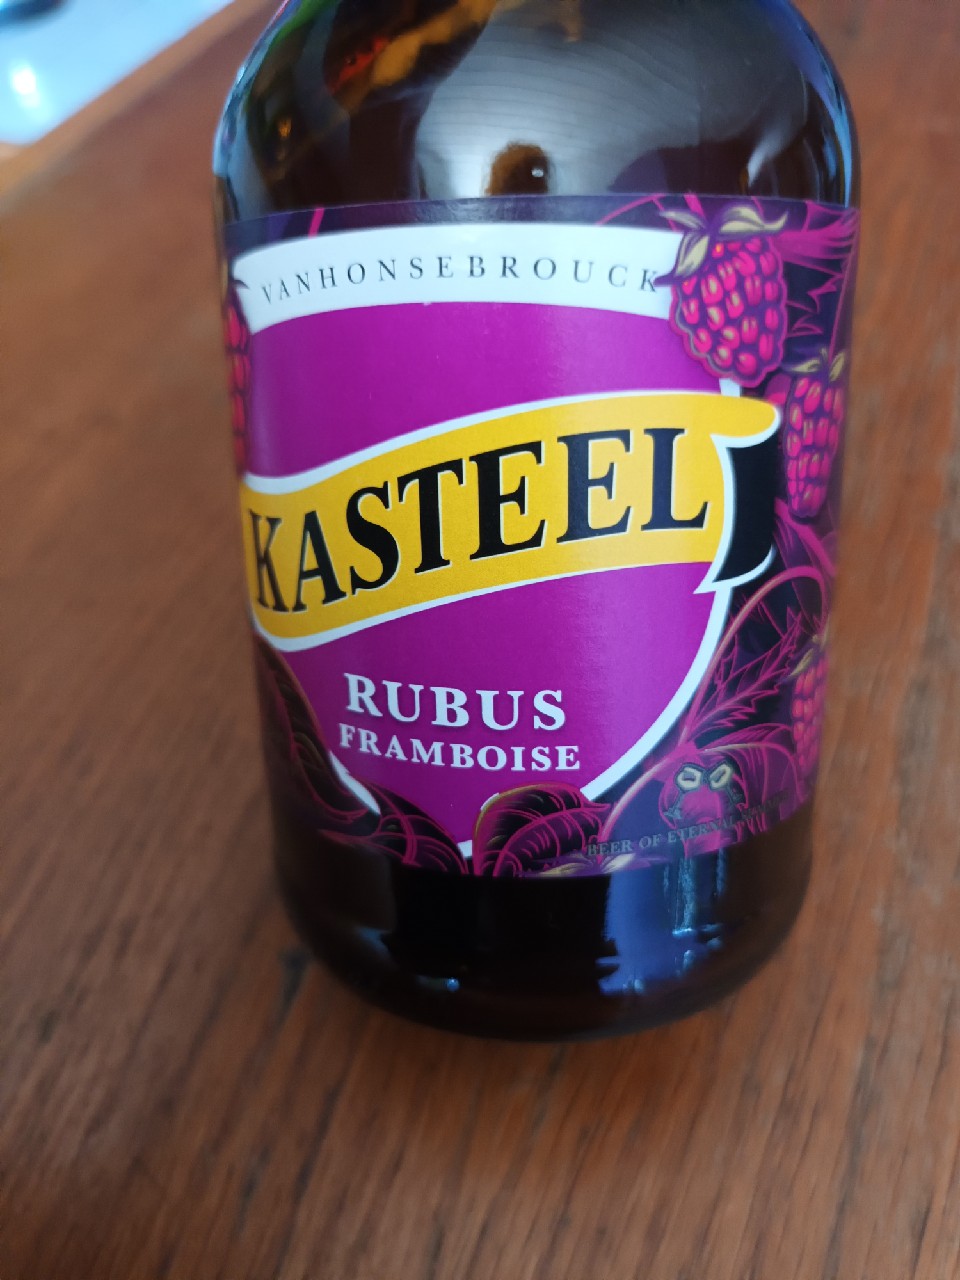 VANHONSEBROUCK
KASTEEL
RUBUS
FRAMBOISE
BEER OF ETERNAL